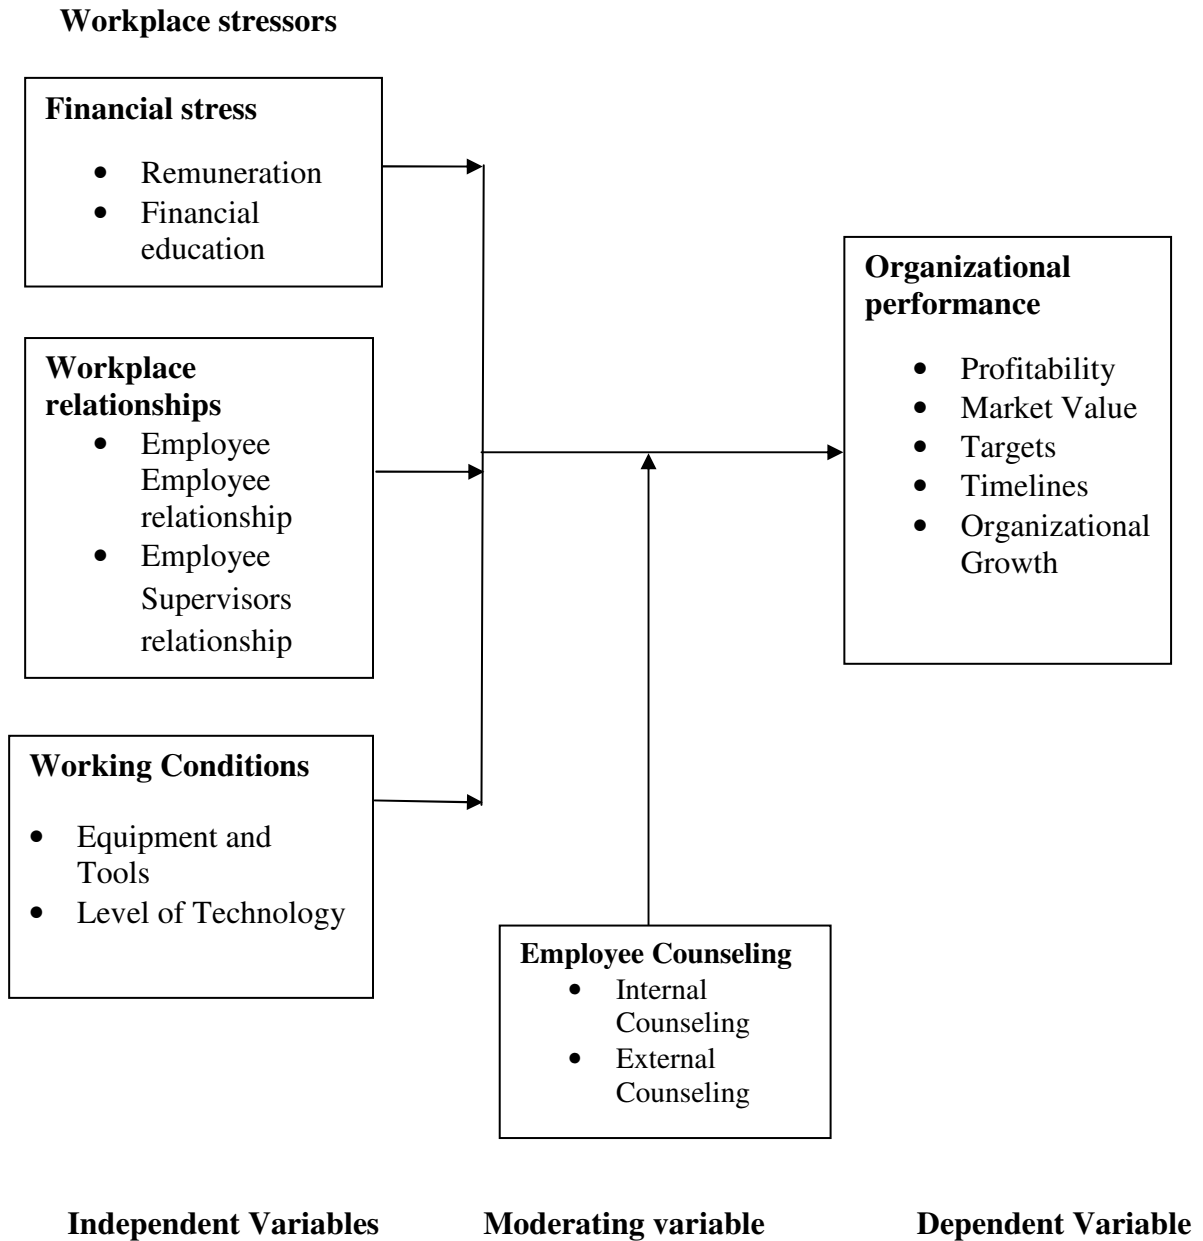 Workplace stressors
Financial stress
• Remuneration
• Financial
education
Workplace
relationships
• Employee
Employee
relationship
• Employee
Supervisors
relationship
Working Conditions
• Equipment and
Tools
• Level of Technology
Employee Counseling
• Internal
Counseling
• External
Counseling
Organizational
performance
• Profitability
• Market Value
• Targets
• Timelines
• Organizational
Growth
Independent Variables
Moderating variable
Dependent Variable